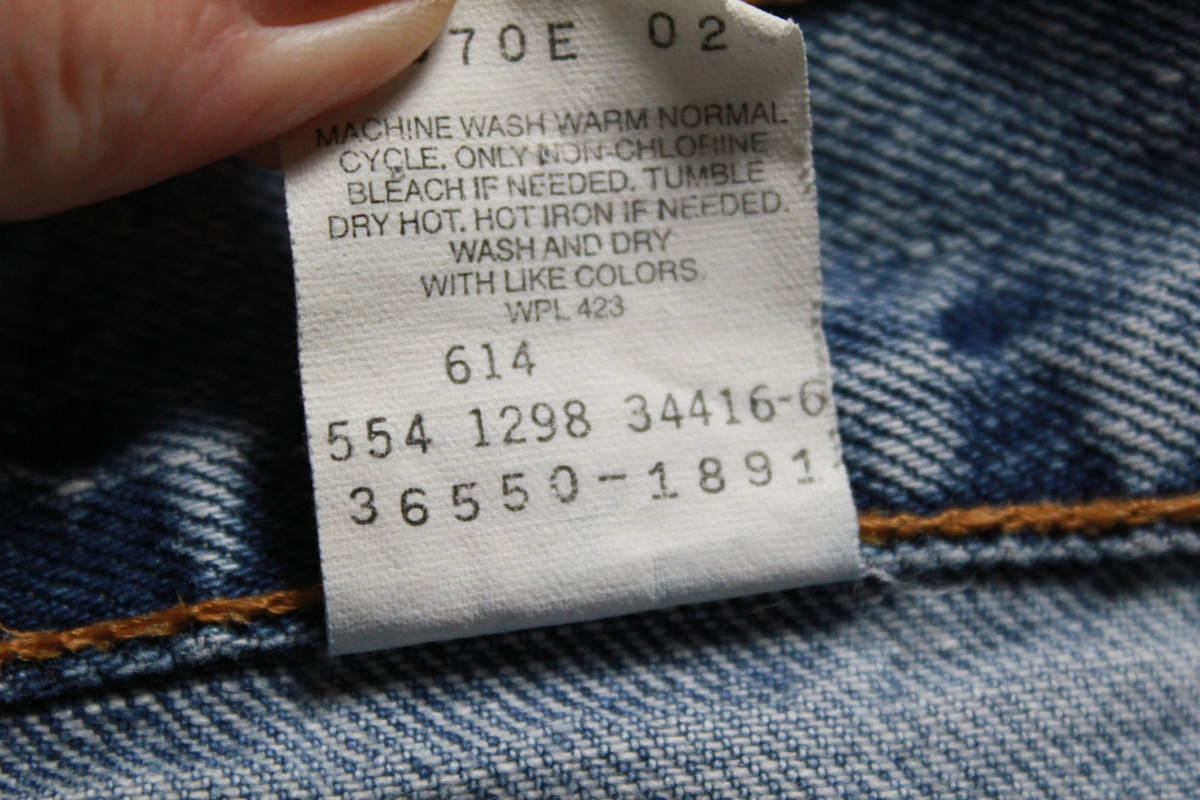 70E 02
MACHINE WASH WARM NORMAL
CYCLE. ONLY NON-CHLORINE
BLEACH IF NEEDED. TUMBLE
DRY HOT. HOT IRON IF NEEDED.
WASH AND DRY
WITH LIKE COLORS.
WPL 423
614
554 1298 34416-6
36550-1891